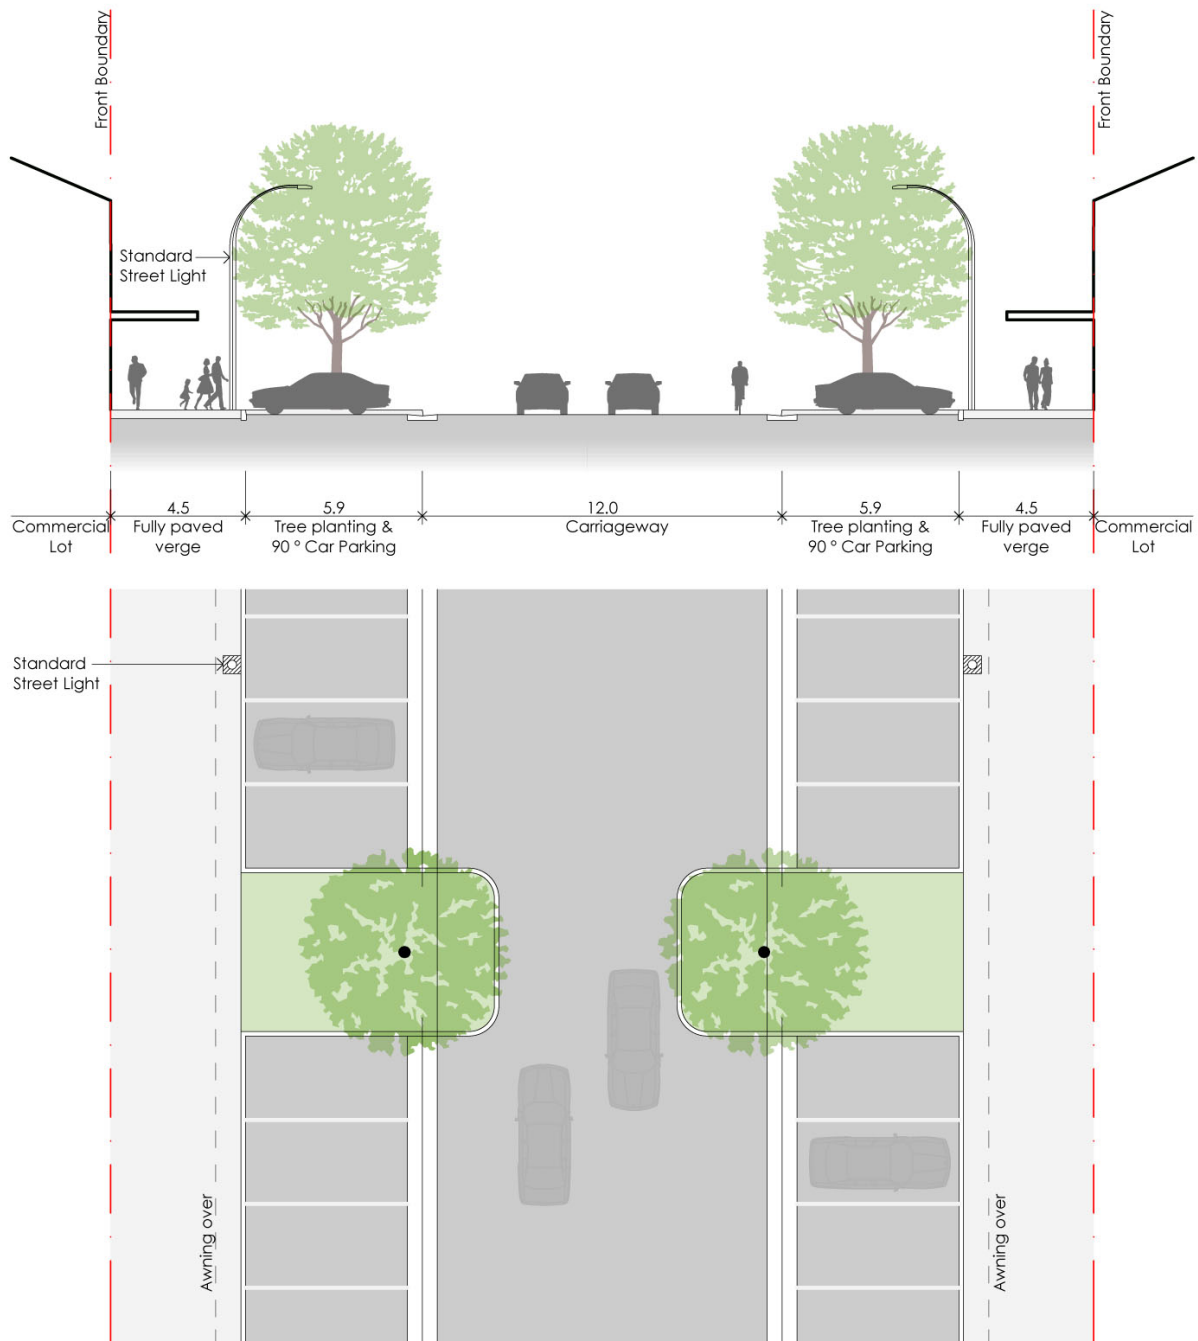 Front Boundary
Front Boundary
Standard
Street Light
4.5
5.9
12.0
5.9
4.5
Commercial
Lot
Fully paved
verge
Tree planting &
90 ° Car Parking
Carriageway
Tree planting &
90 ° Car Parking
Fully paved
verge
Commercial
Lot
Standard
Street Light
Awning over
Awning over